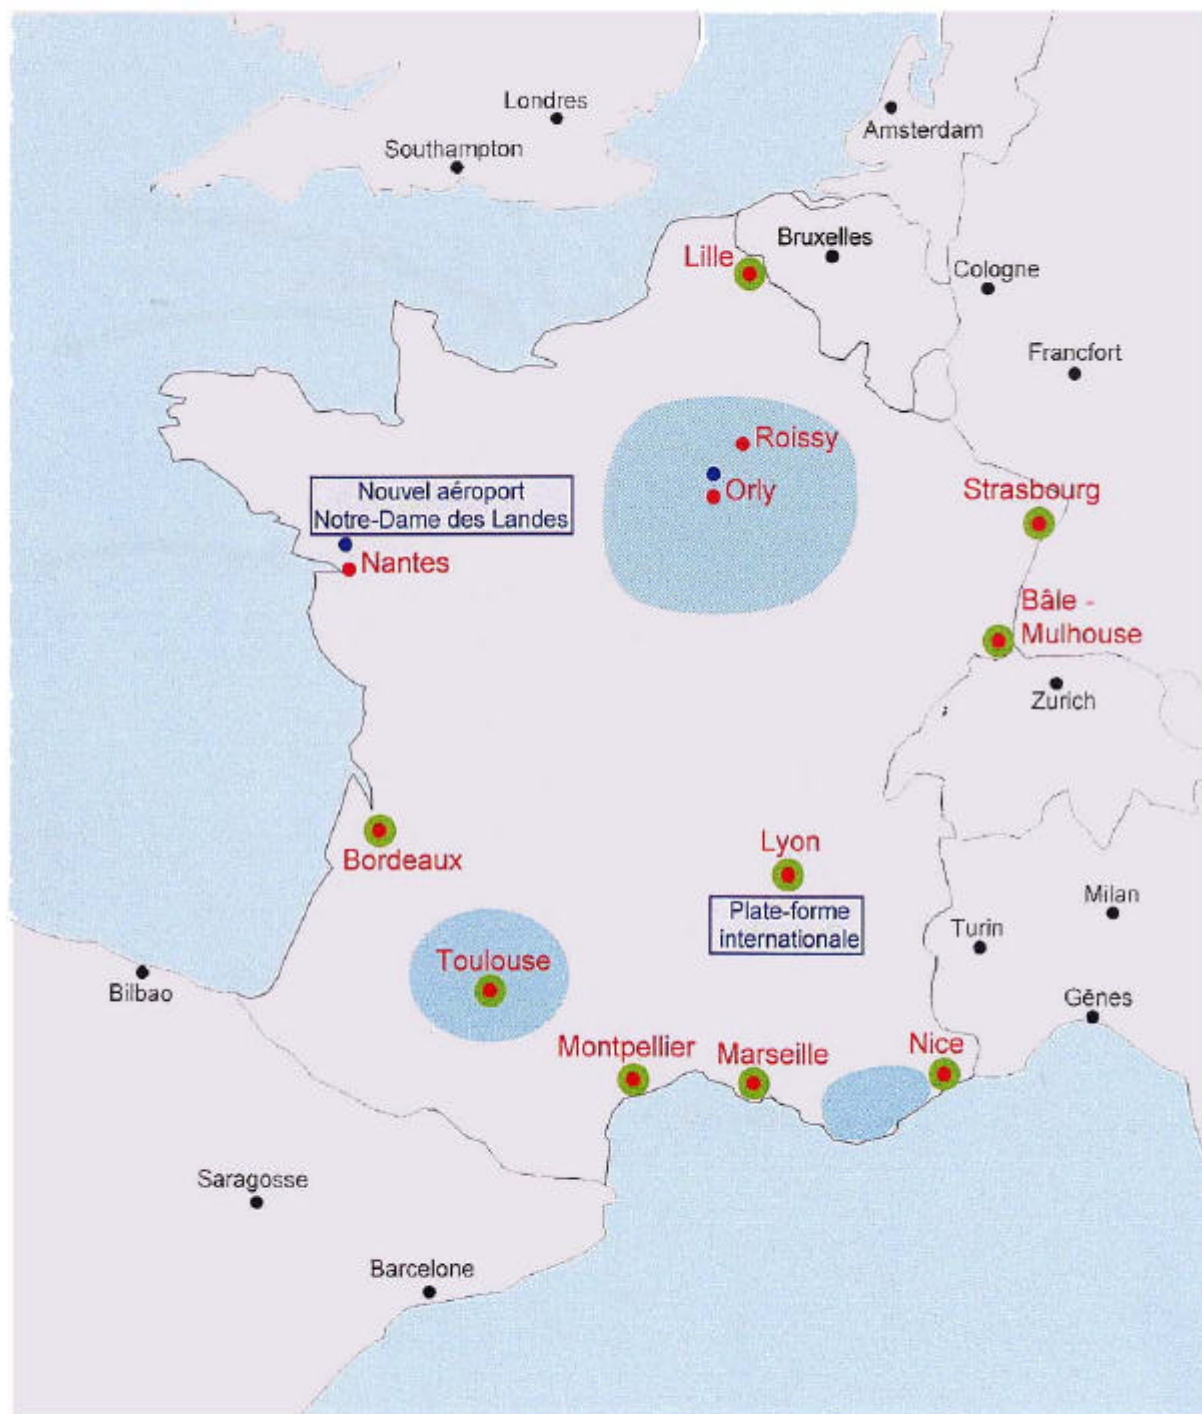 Londres
Southampton
Amsterdam
Bruxelles
Lille
Cologne
Francfort
Roissy
Nouvel aéroport
Notre-Dame des Landes
Orly
Strasbourg
Nantes
Bâle -
Mulhouse
Zurich
Bordeaux
Lyon
Plate-forme
internationale
Milan
Turin
Toulouse
Bilbao
Gênes
Montpellier
Marseille
Nice
Saragosse
Barcelone